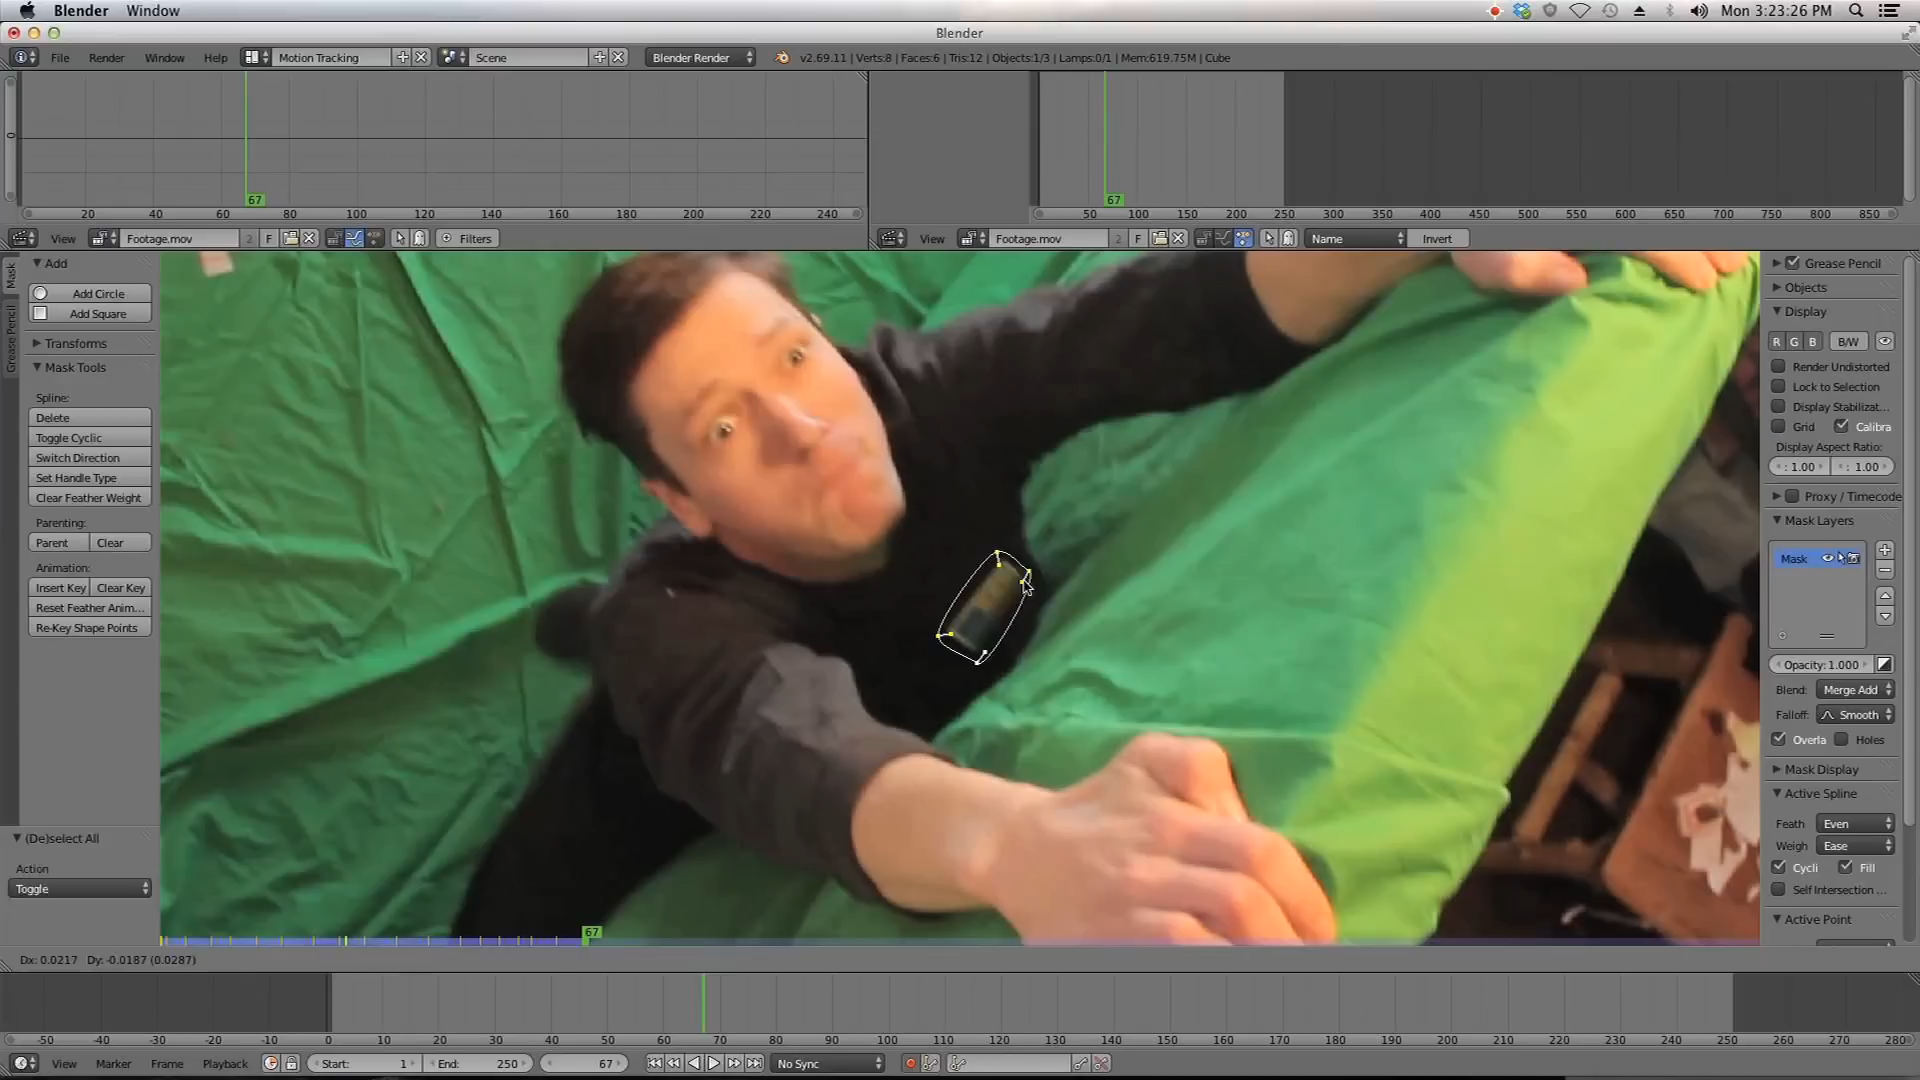 Blender Window Mon 3:23:26 PM
Blender
File Render Window Help Motion Tracking Scene Blender Render v2.69.11 | Verts:8 | Faces:6 | Tris:12 | Objects:1/3 | Lamps:0/1 | Mem:619.75M | Cube
0
67 67
20 40 60 80 100 120 140 160 180 200 220 240 50 100 150 200 250 300 350 400 450 500 550 600 650 700 750 800 850
View Footage.mov 2 F Filters View Footage.mov 2 F Name Invert
Mask
Grease Pencil
Add
Add Circle
Add Square
Transforms
Mask Tools
Spline:
Delete
Toggle Cyclic
Switch Direction
Set Handle Type
Clear Feather Weight
Parenting:
Parent Clear
Animation:
Insert Key Clear Key
Reset Feather Anim...
Re-Key Shape Points
(De)select All
Action
Toggle
Grease Pencil
Objects
Display
R G B B/W
Render Undistorted
Lock to Selection
Display Stabilizat...
Grid Calibra
Display Aspect Ratio:
: 1.00 : 1.00
Proxy / Timecode
Mask Layers
Mask
Opacity: 1.000
Blend: Merge Add
Falloff: Smooth
Overla Holes
Mask Display
Active Spline
Feath Even
Weigh Ease
Cycli Fill
Self Intersection ...
Active Point
67
Dx: 0.0217 Dy: -0.0187 (0.0287)
-50 -40 -30 -20 -10 0 10 20 30 40 50 60 70 80 90 100 110 120 130 140 150 160 170 180 190 200 210 220 230 240 250 260 270 280
View Marker Frame Playback Start: 1 End: 250 67 No Sync